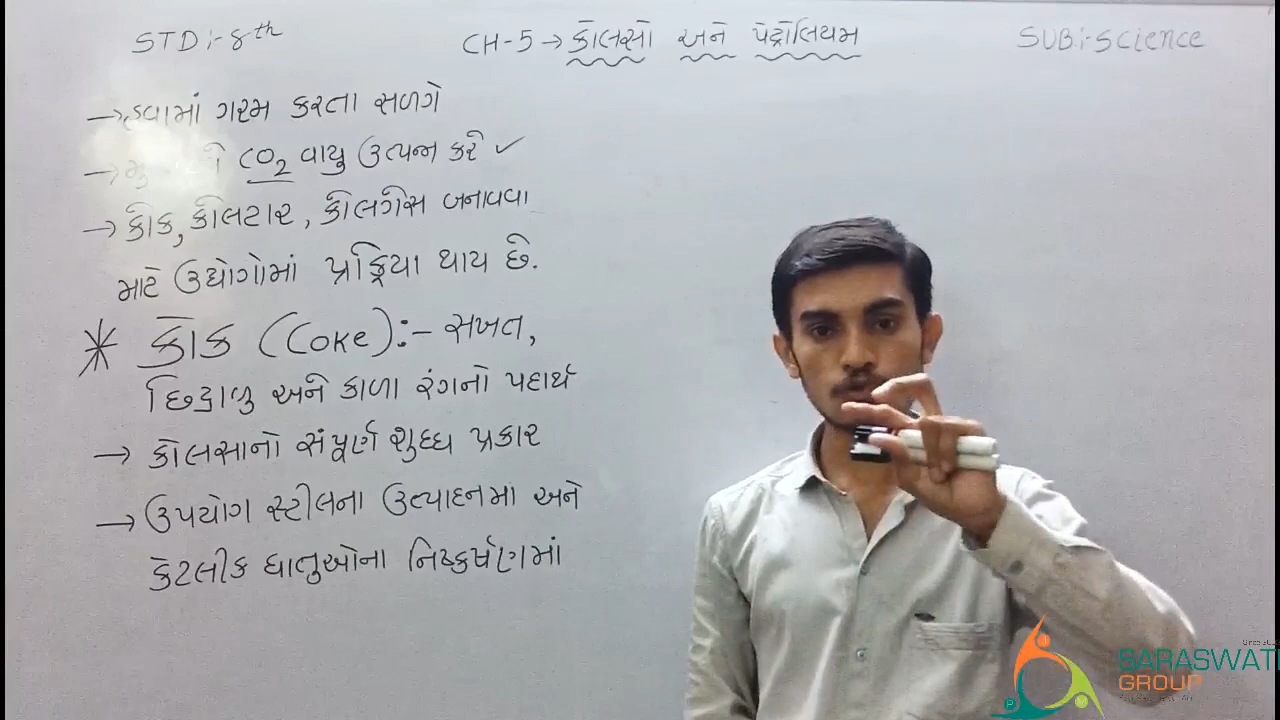 STD:- 8th
CH-5 → કોલસો અને પેટ્રોલિયમ
SUB:- Science
→ હવામાં ગરમ કરતા સળગે
→ CO2 વાયુ ઉત્પન્ન કરે ✓
→ કોક, કોલટાર, કોલગેસ બનાવવા
માટે ઉદ્યોગોમાં પ્રક્રિયા થાય છે.
* કોક (Coke):- સખત,
છિદ્રાળુ અને કાળા રંગનો પદાર્થ
→ કોલસાનો સંપૂર્ણ શુદ્ધ પ્રકાર
→ ઉપયોગ સ્ટીલના ઉત્પાદનમાં અને
કેટલીક ધાતુઓના નિષ્કર્ષણમાં
SARASWATI
GROUP